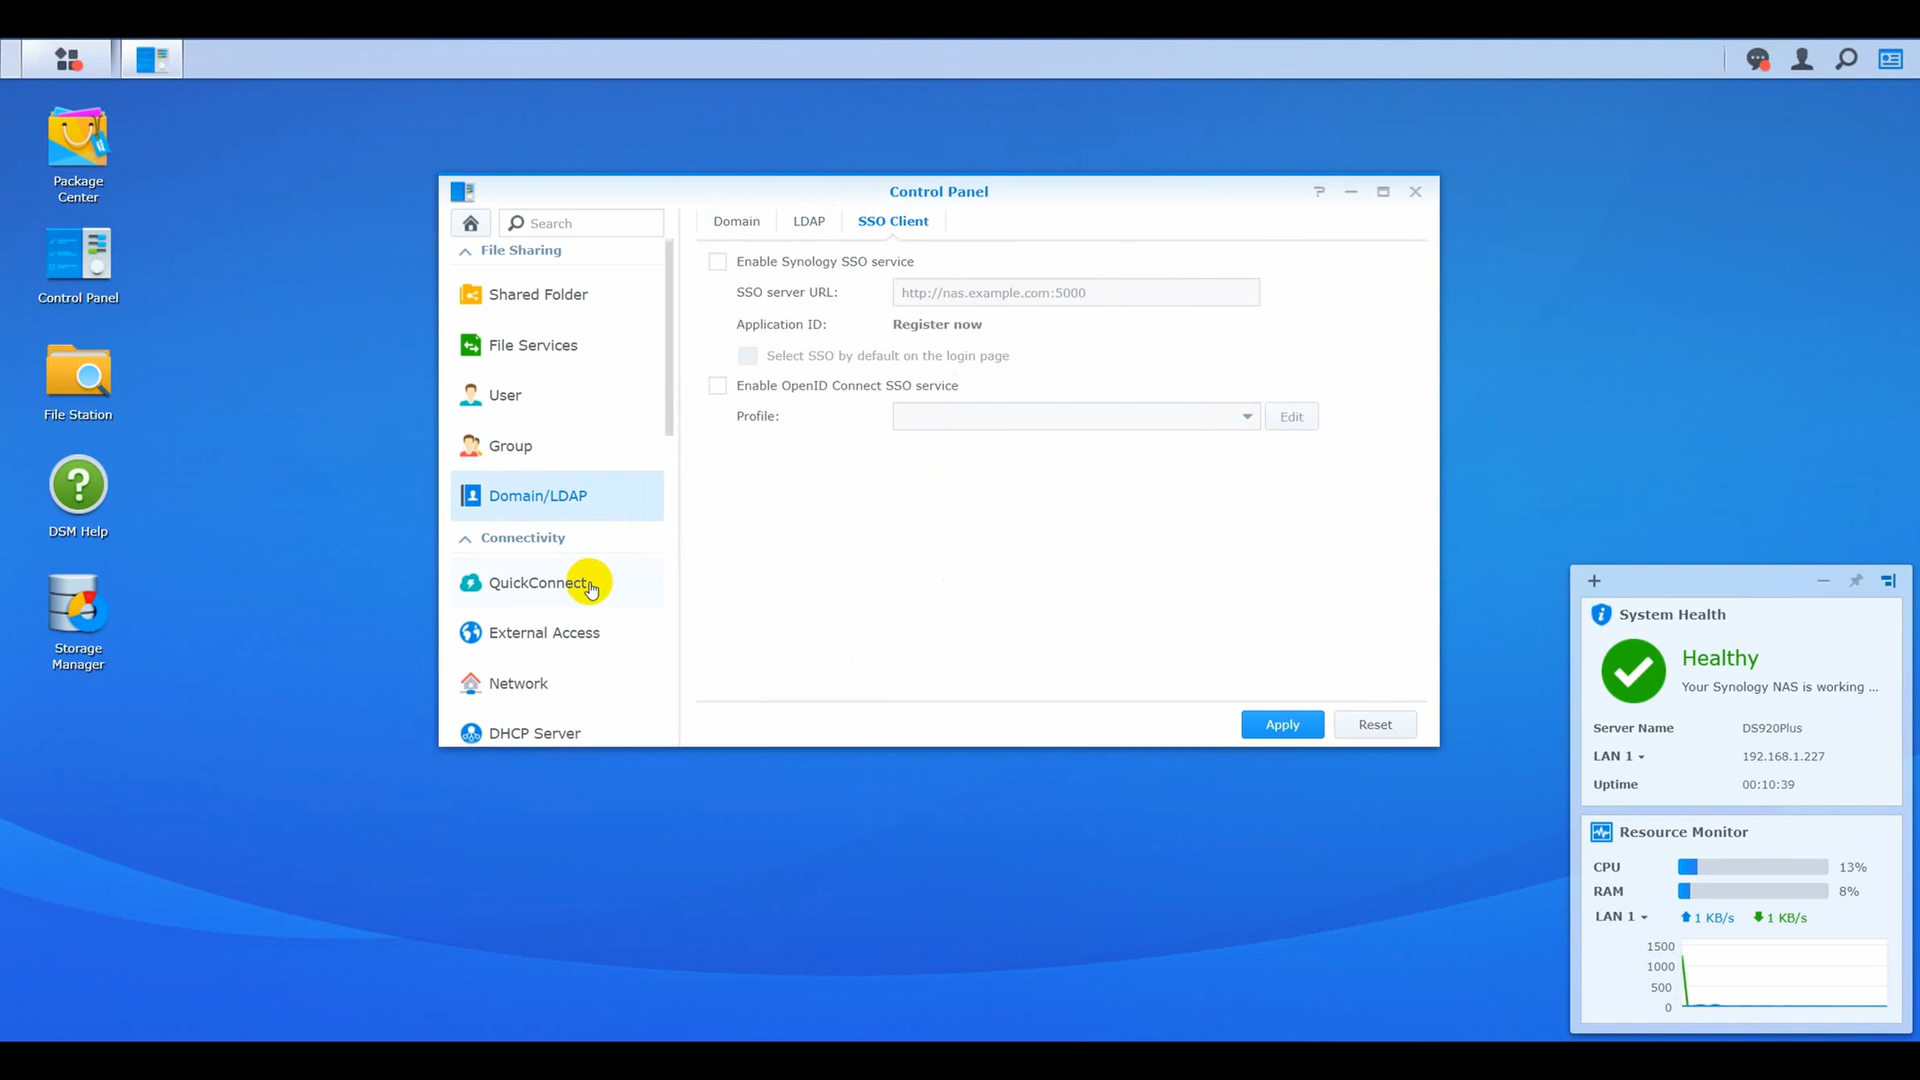 Control Panel
Search
Domain
LDAP
SSO Client
File Sharing
Shared Folder
File Services
User
Group
Domain/LDAP
Connectivity
QuickConnect
External Access
Network
DHCP Server
Enable Synology SSO service
SSO server URL:
http://nas.example.com:5000
Application ID:
Register now
Select SSO by default on the login page
Enable OpenID Connect SSO service
Profile:
Edit
Apply
Reset
Package
Center
Control Panel
File Station
DSM Help
Storage
Manager
System Health
Healthy
Your Synology NAS is working ...
Server Name DS920Plus
LAN 1 192.168.1.227
Uptime 00:10:39
Resource Monitor
CPU 13%
RAM 8%
LAN 1 1 KB/s 1 KB/s
1500
1000
500
0